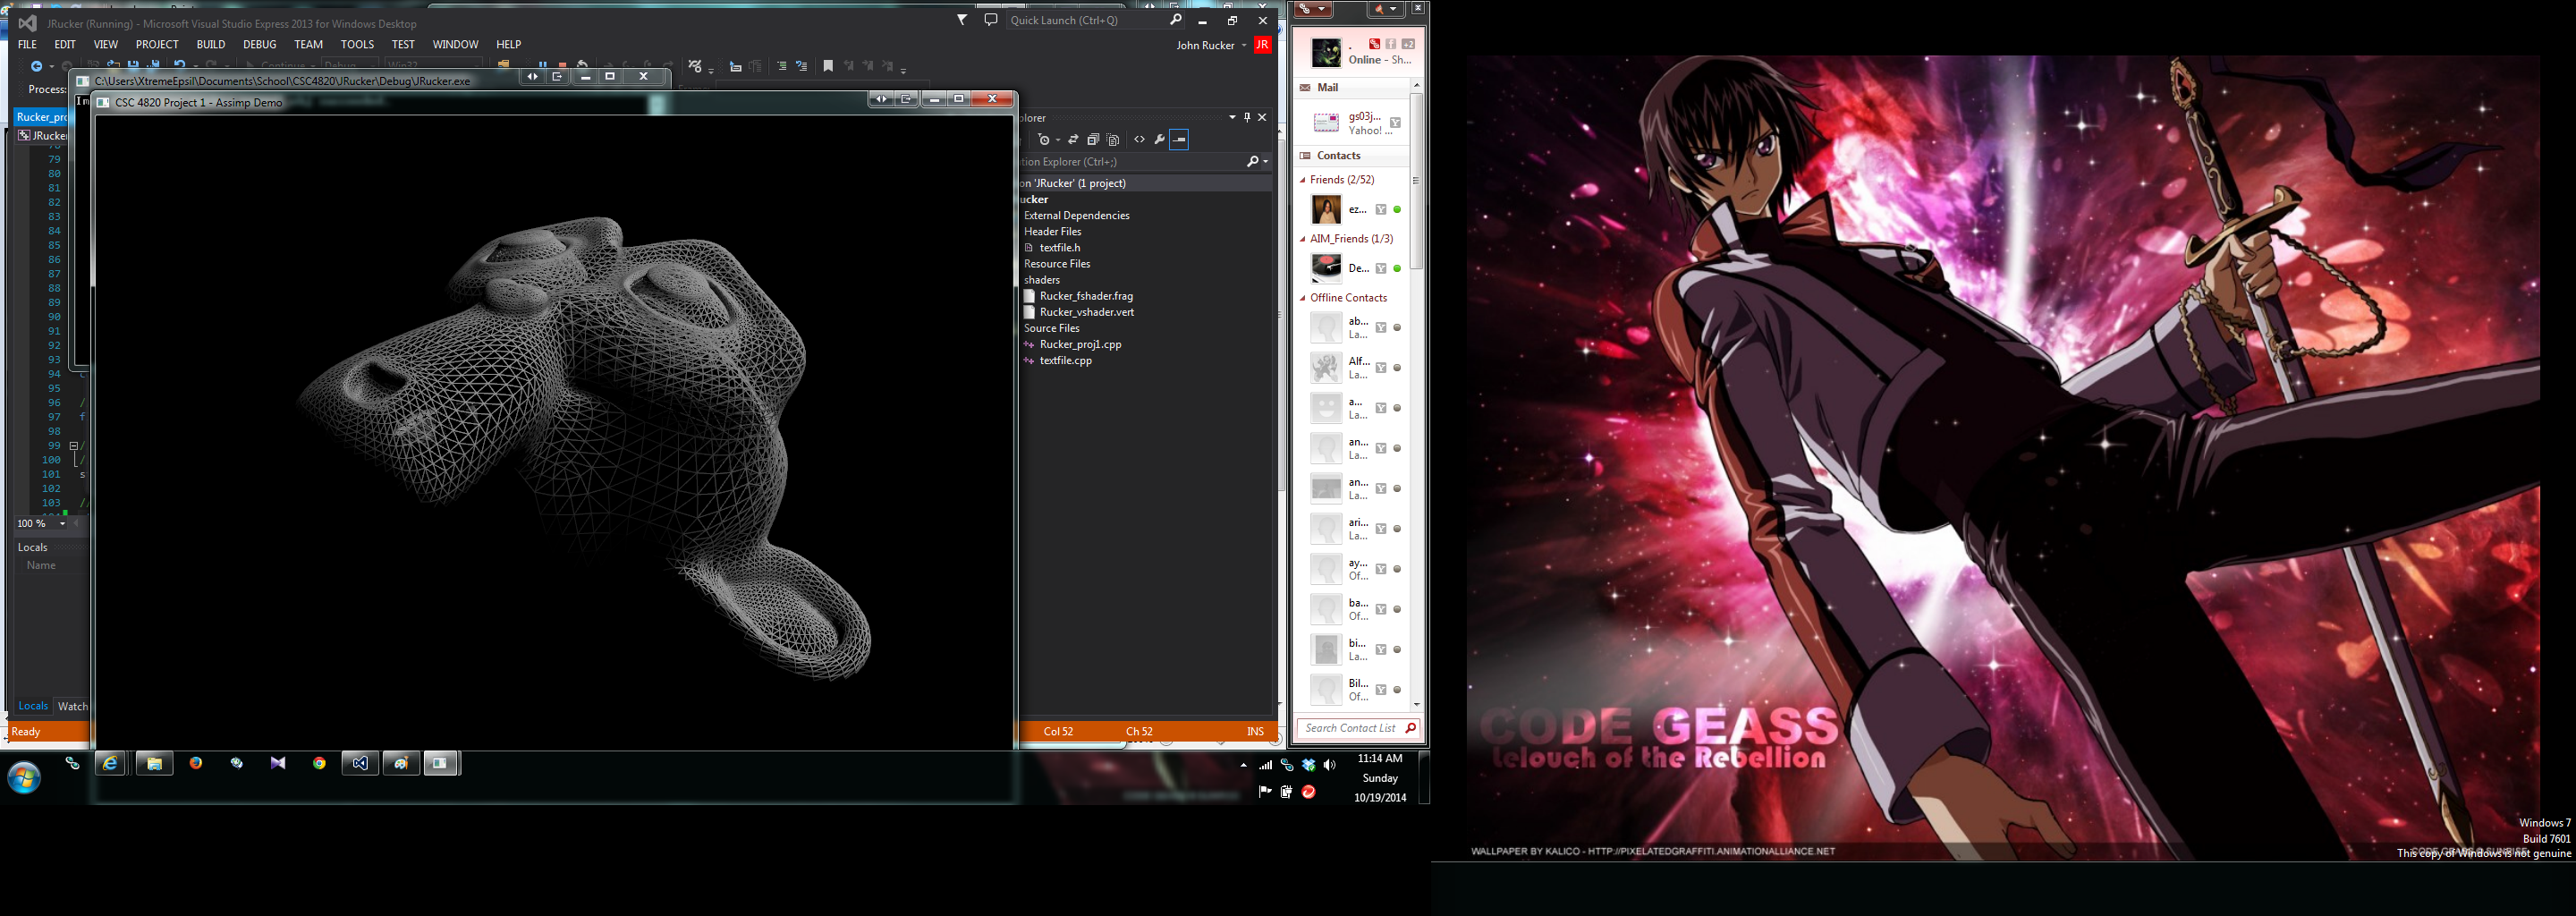 JRucker (Running) - Microsoft Visual Studio Express 2013 for Windows Desktop
Quick Launch (Ctrl+Q)
FILE EDIT VIEW PROJECT BUILD DEBUG TEAM TOOLS TEST WINDOW HELP
John Rucker JR
Continue Debug Win32
Process:
C:\Users\XtremeEpsil\Documents\School\CSC4820\JRucker\Debug\JRucker.exe
CSC 4820 Project 1 - Assimp Demo
Rucker_pro
JRucker
79
80
81
82
83
84
85
86
87
88
89
90
91
92
93
94
95
96 /
97 f
98
99 /
100 /
101 s
102
103 //
100 %
Locals
Name
Locals Watch
Ready
Col 52 Ch 52 INS
plorer
ution Explorer (Ctrl+;)
on 'JRucker' (1 project)
ucker
External Dependencies
Header Files
textfile.h
Resource Files
shaders
Rucker_fshader.frag
Rucker_vshader.vert
Source Files
Rucker_proj1.cpp
textfile.cpp
. +2
Online - Sh...
Mail
gs03j...
Yahoo! ...
Contacts
Friends (2/52)
ez...
AIM_Friends (1/3)
De...
Offline Contacts
ab...
La...
Alf...
La...
a...
La...
an...
La...
an...
La...
ari...
La...
ay...
Of...
ba...
Of...
bi...
La...
Bil...
Of...
Search Contact List
11:14 AM
Sunday
10/19/2014
CODE GEASS
Lelouch of the Rebellion
WALLPAPER BY KALICO - HTTP://PIXELATEDGRAFFITI.ANIMATIONALLIANCE.NET
Windows 7
Build 7601
This copy of Windows is not genuine